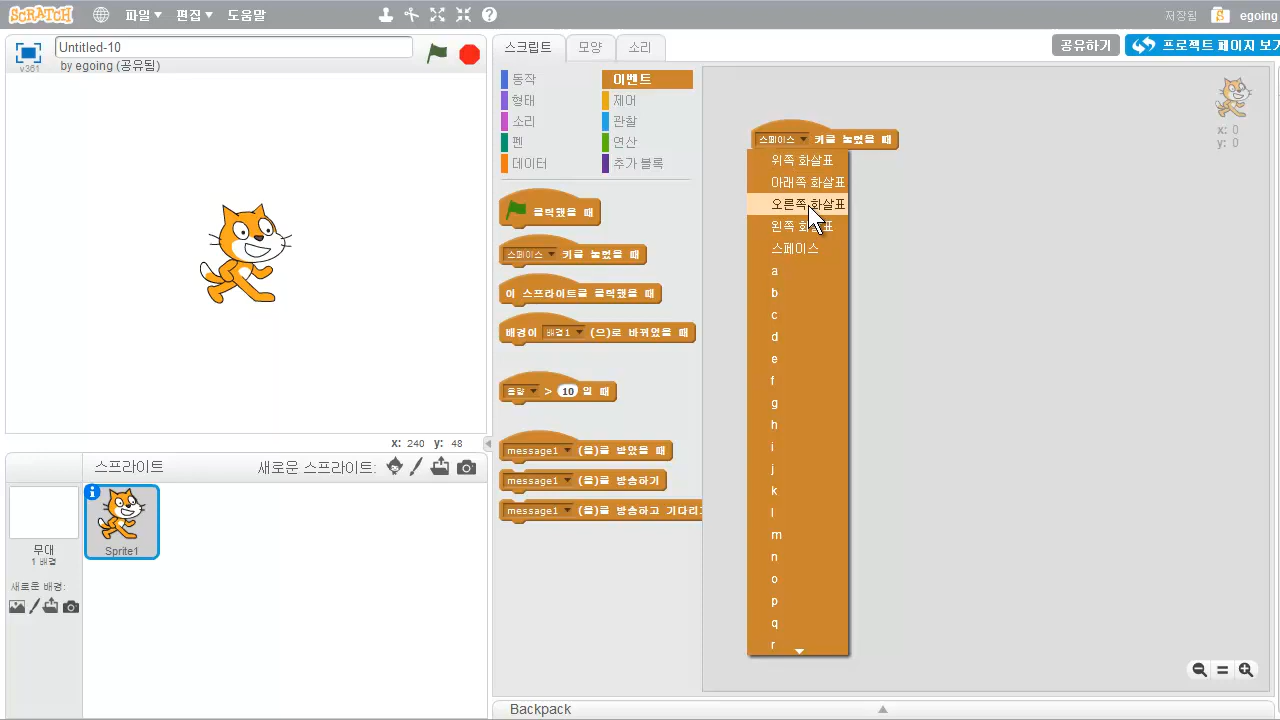 SCRATCH 파일 편집 도움말 저장됨 egoing
Untitled-10
v381
by egoing (공유됨)
스크립트 모양 소리
공유하기 프로젝트 페이지 보기
동작 이벤트
형태 제어
소리 관찰
펜 연산
데이터 추가 블록
클릭했을 때
스페이스 키를 눌렀을 때
이 스프라이트를 클릭했을 때
배경이 배경1 (으)로 바뀌었을 때
음량 > 10 일 때
message1 (을)를 받았을 때
message1 (을)를 방송하기
message1 (을)를 방송하고 기다리
스페이스 키를 눌렀을 때
위쪽 화살표
아래쪽 화살표
오른쪽 화살표
왼쪽 화살표
스페이스
a
b
c
d
e
f
g
h
i
j
k
l
m
n
o
p
q
r
x: 0
y: 0
x: 240 y: 48
스프라이트 새로운 스프라이트:
무대
1 배경
새로운 배경:
Sprite1
Backpack